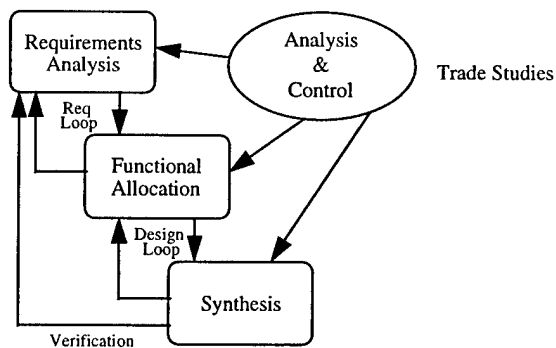 Requirements
Analysis
Analysis
&
Control
Trade Studies
Req
Loop
Functional
Allocation
Design
Loop
Synthesis
Verification